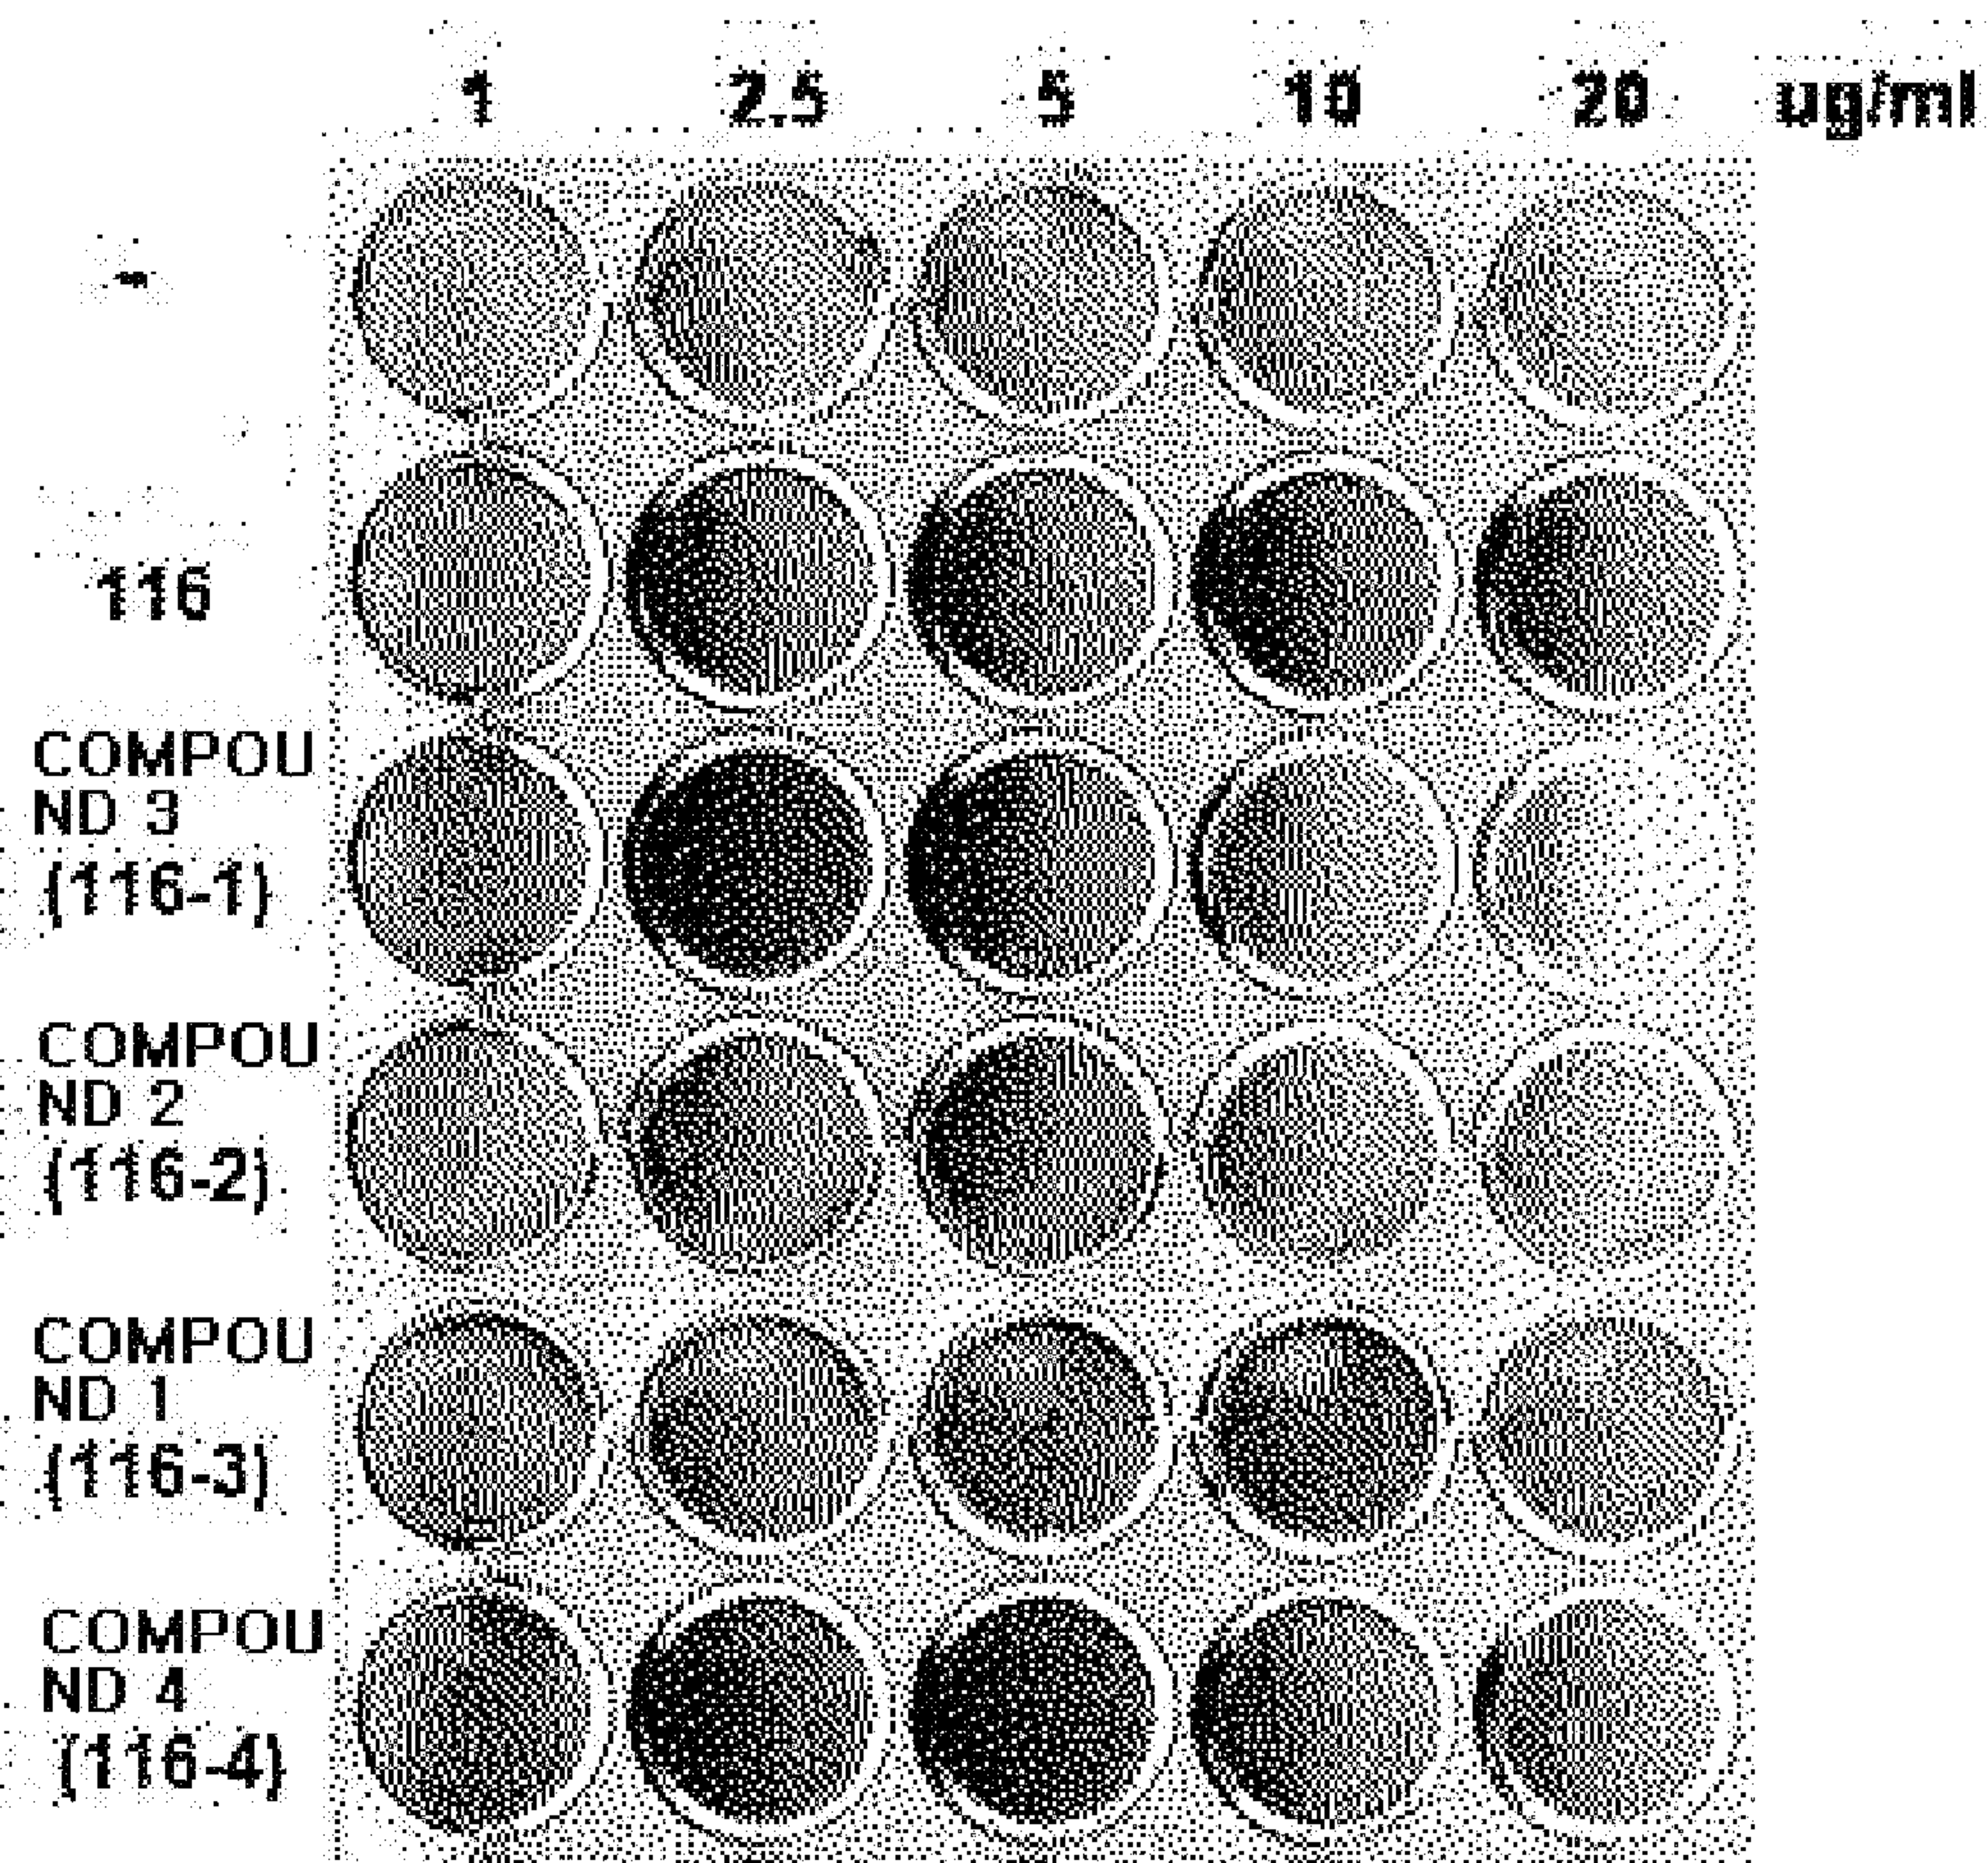 1 2.5 5 10 20 ug/ml
-
116
COMPOU
ND 3
(116-1)
COMPOU
ND 2
(116-2)
COMPOU
ND 1
(116-3)
COMPOU
ND 4
(116-4)